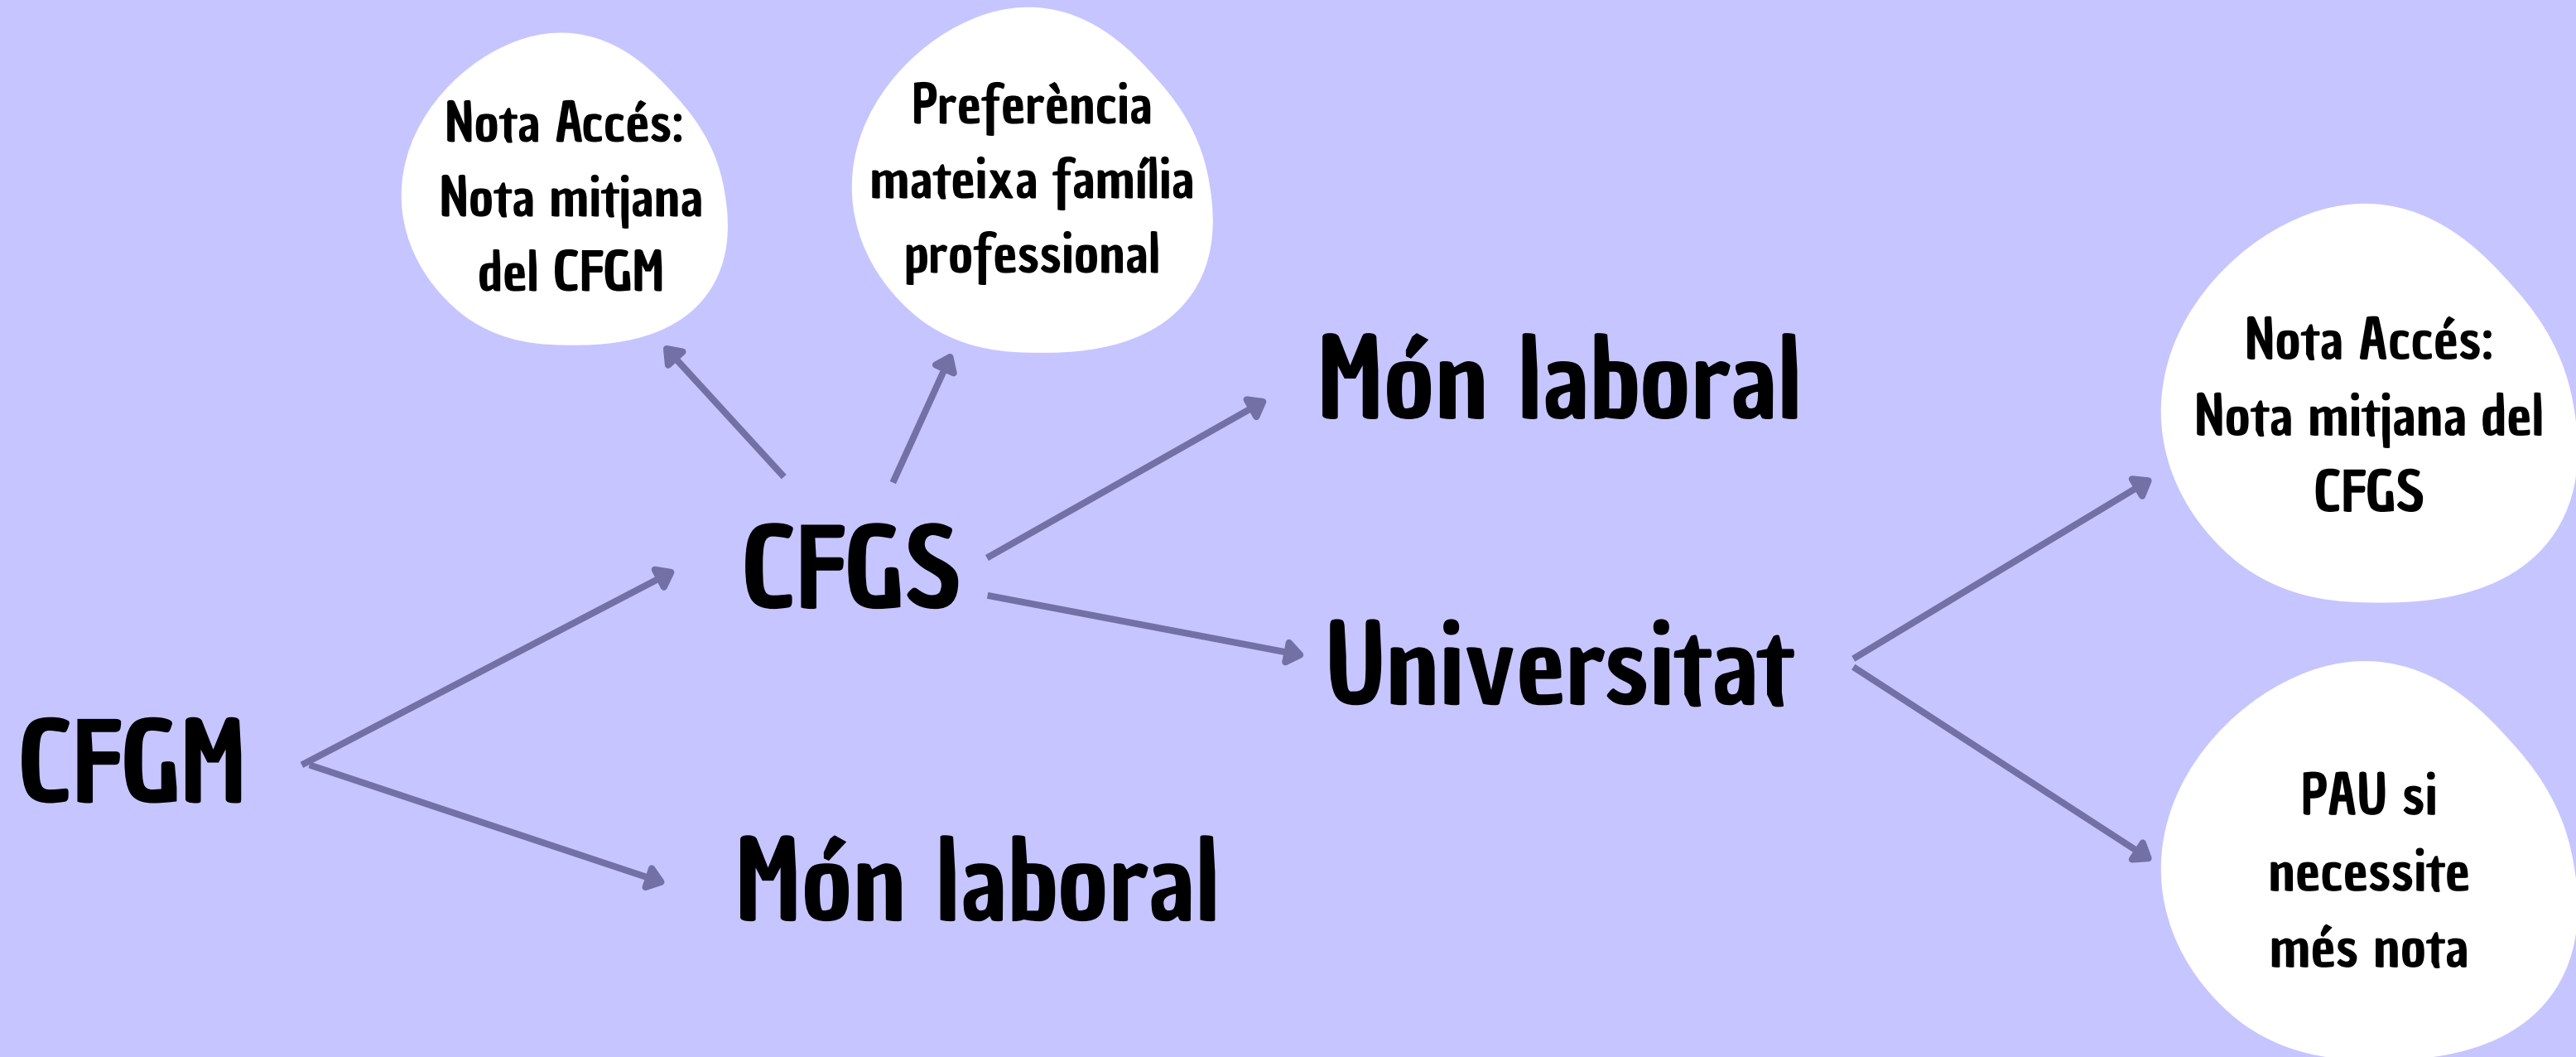 Nota Accés:
Nota mitjana
del CFGM
Preferència
mateixa família
professional
Món laboral
Nota Accés:
Nota mitjana del
CFGS
CFGS
Universitat
CFGM
Món laboral
PAU si
necessite
més nota